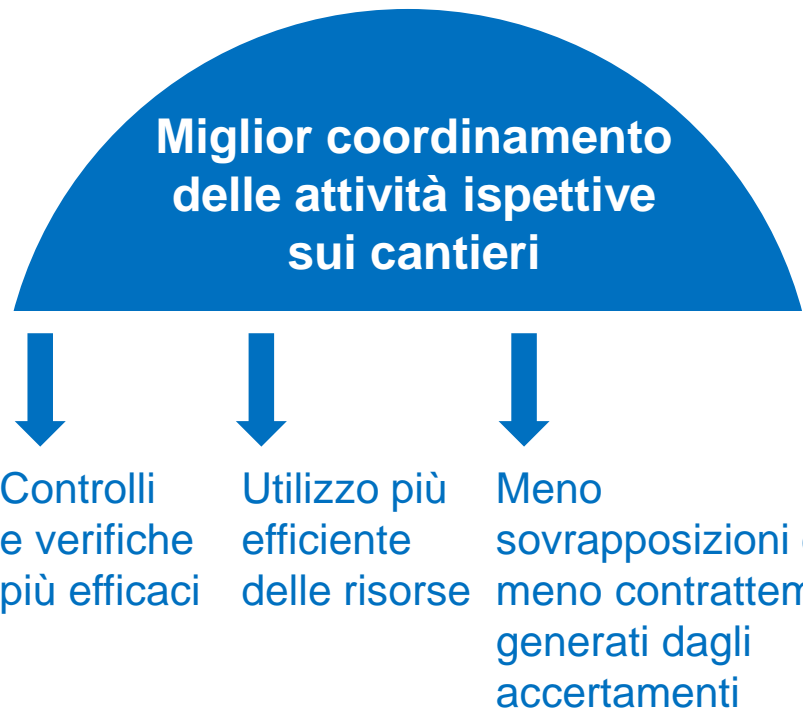 Miglior coordinamento
delle attività ispettive
sui cantieri
Controlli
e verifiche
più efficaci
Utilizzo più
efficiente
delle risorse
Meno
sovrapposizioni
meno
generati dagli
accertamenti